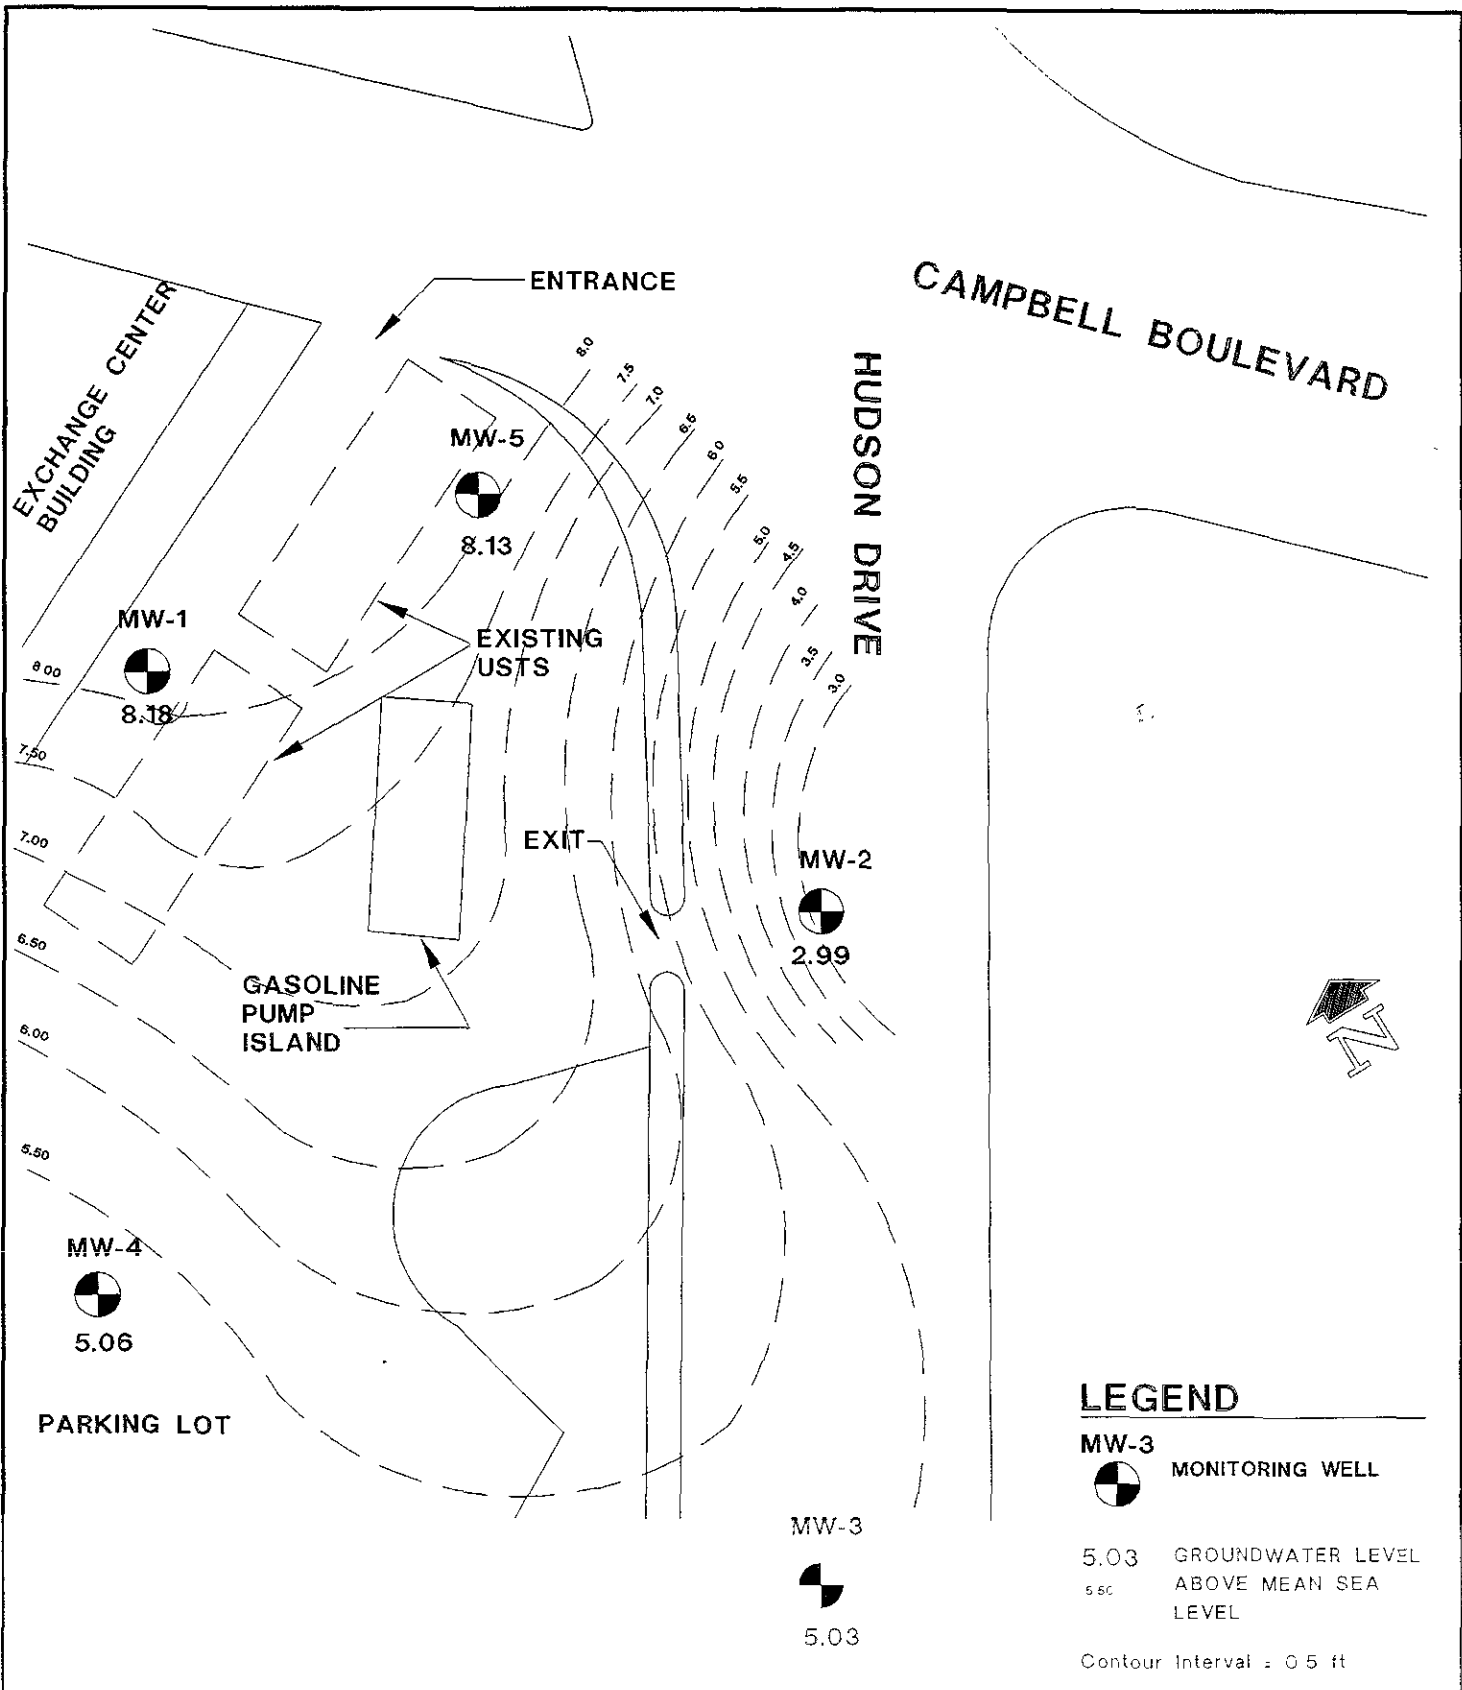 ENTRANCE
CAMPBELL BOULEVARD
HUDSON DRIVE
EXCHANGE CENTER
BUILDING
8.0
7.5
7.0
6.5
6 0
5.5
5.0
4.5
4.0
3.5
3.0
MW-5
8.13
MW-1
8.18
EXISTING
USTS
8 00
7.50
7.00
6.50
6.00
5.50
EXIT
MW-2
2.99
GASOLINE
PUMP
ISLAND
N
MW-4
5.06
PARKING LOT
MW-3
5.03
LEGEND
MW-3
MONITORING WELL
5.03 GROUNDWATER LEVEL
5 50 ABOVE MEAN SEA
LEVEL
Contour Interval = 0 5 ft